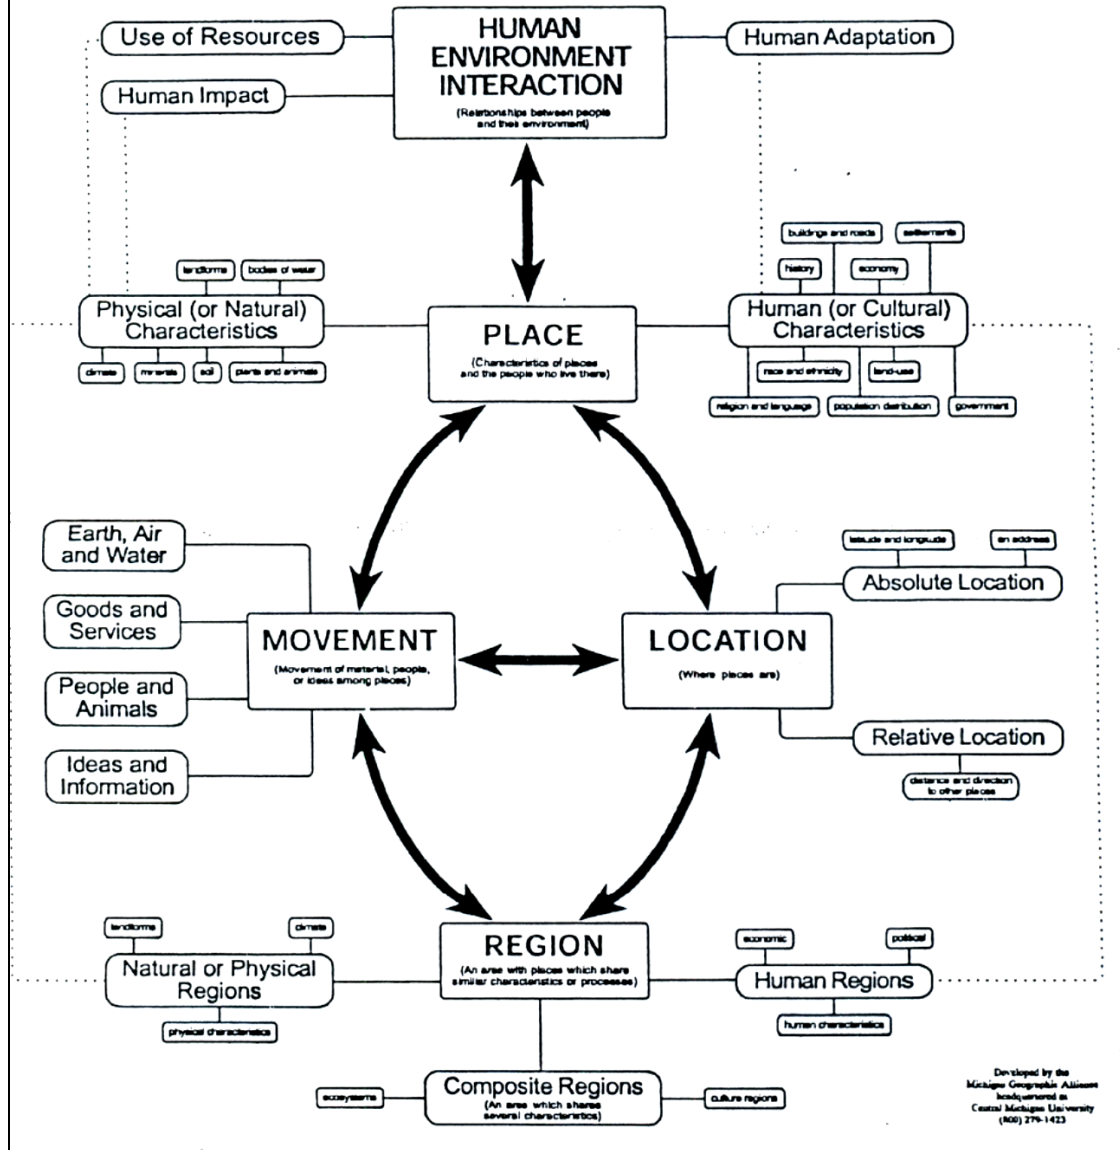 Use of Resources
HUMAN
ENVIRONMENT
INTERACTION
(Relationships between people
and their environment)
Human Adaptation
Human Impact
buildings and roads
settlements
history
economy
landforms
bodies of water
Physical (or Natural)
Characteristics
PLACE
(Characteristics of places
and the people who live there)
Human (or Cultural)
Characteristics
climate
minerals
soil
plants and animals
race and ethnicity
land-use
religion and language
population distribution
government
Earth, Air
and Water
latitude and longitude
an address
Absolute Location
Goods and
Services
MOVEMENT
(Movement of material, people,
or ideas among places)
LOCATION
(Where places are)
People and
Animals
Relative Location
distance and direction
to other places
Ideas and
Information
landforms
climate
Natural or Physical
Regions
physical characteristics
REGION
(An area with places which share
similar characteristics or processes)
economic
political
Human Regions
human characteristics
ecosystems
Composite Regions
(An area which shares
several characteristics)
culture regions
Developed by the
Michigan Geographic Alliance
headquartered at
Central Michigan University
(800) 279-1423